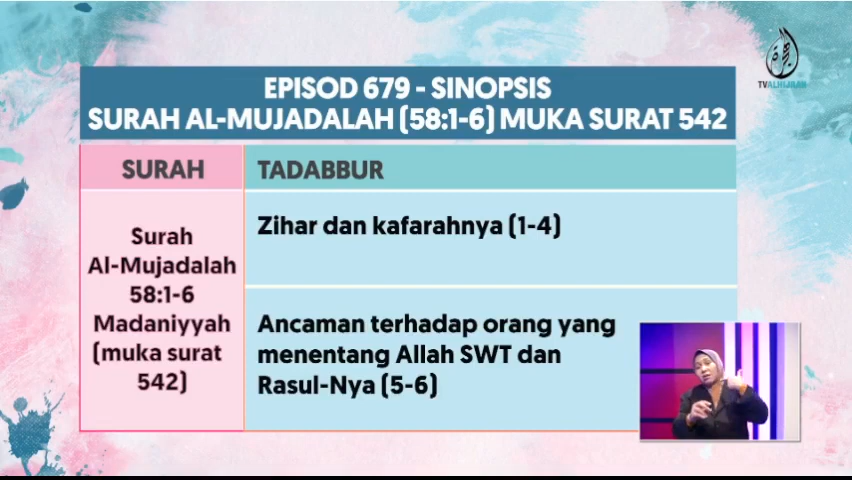 EPISOD 679 - SINOPSIS
SURAH AL-MUJADALAH (58:1-6) MUKA SURAT 542
TVALHIJRAH
SURAH
TADABBUR
Surah
Al-Mujadalah
58:1-6
Madaniyyah
(muka surat
542)
Zihar dan kafarahnya (1-4)
Ancaman terhadap orang yang
menentang Allah SWT dan
Rasul-Nya (5-6)